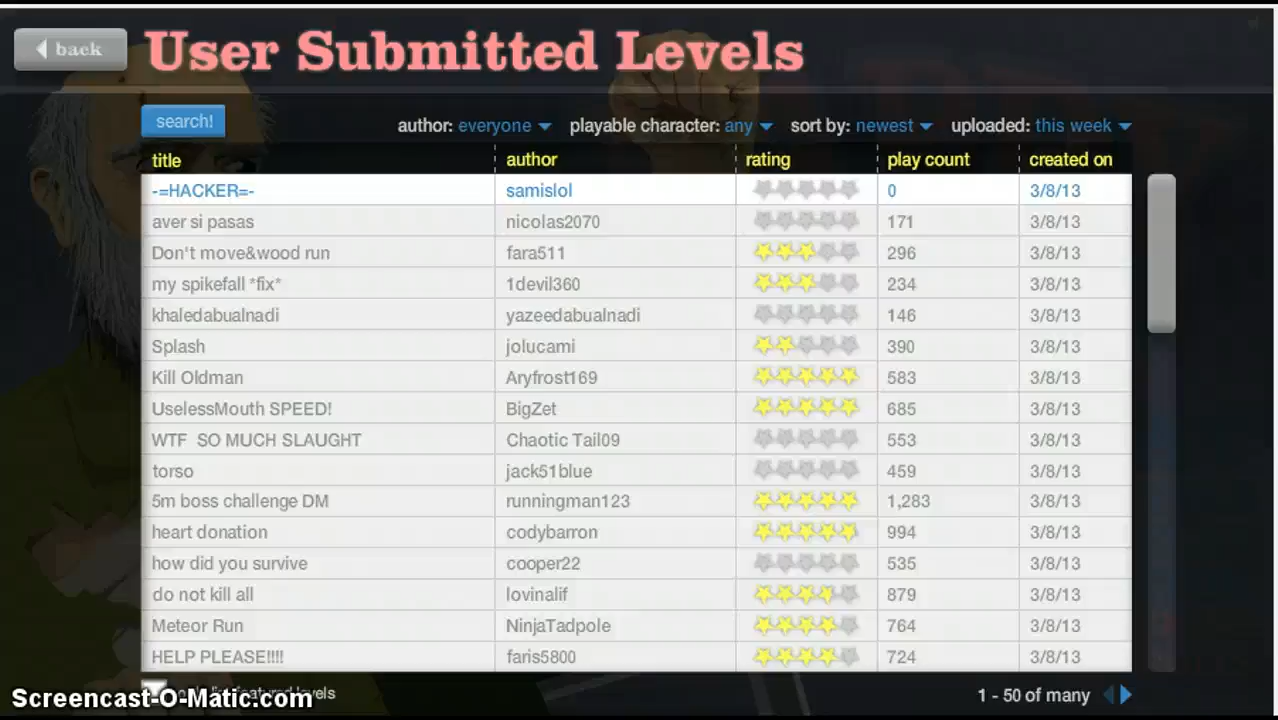 back User Submitted Levels
search! author: everyone playable character: any sort by: newest uploaded: this week
title author rating play count created on
-=HACKER=- samislol 0 3/8/13
aver si pasas nicolas2070 171 3/8/13
Don't move&wood run fara511 296 3/8/13
my spikefall *fix* 1devil360 234 3/8/13
khaledabualnadi yazeedabualnadi 146 3/8/13
Splash jolucami 390 3/8/13
Kill Oldman Aryfrost169 583 3/8/13
UselessMouth SPEED! BigZet 685 3/8/13
WTF SO MUCH SLAUGHT Chaotic Tail09 553 3/8/13
torso jack51blue 459 3/8/13
5m boss challenge DM runningman123 1,283 3/8/13
heart donation codybarron 994 3/8/13
how did you survive cooper22 535 3/8/13
do not kill all lovinalif 879 3/8/13
Meteor Run NinjaTadpole 764 3/8/13
HELP PLEASE!!!! faris5800 724 3/8/13
featured levels 1 - 50 of many
Screencast-O-Matic.com